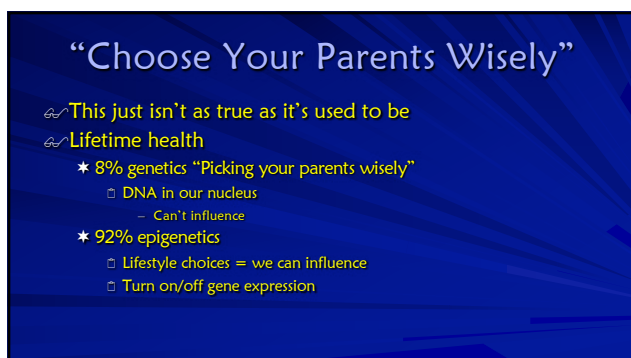 “Choose Your Parents Wisely”
This just isn’t as true as it’s used to be
Lifetime health
8% genetics “Picking your parents wisely”
DNA in our nucleus
– Can’t influence
92% epigenetics
Lifestyle choices = we can influence
Turn on/off gene expression